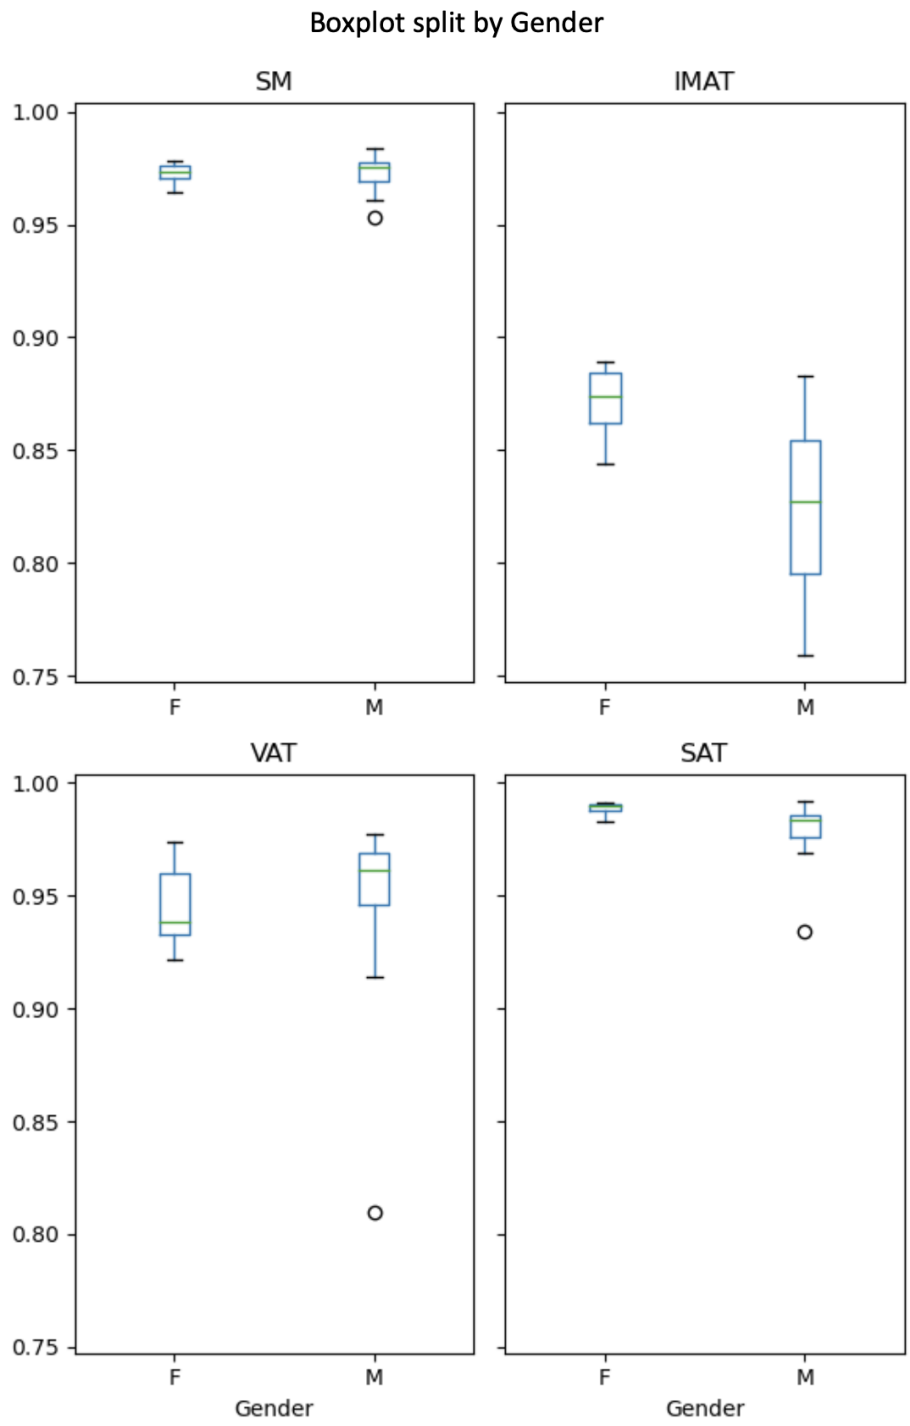 Boxplot split by Gender
SM
IMAT
1.00
0.95
0.90
0.85
0.80
0.75
F
M
F
M
VAT
SAT
1.00
0.95
0.90
0.85
0.80
0.75
F
M
F
M
Gender
Gender